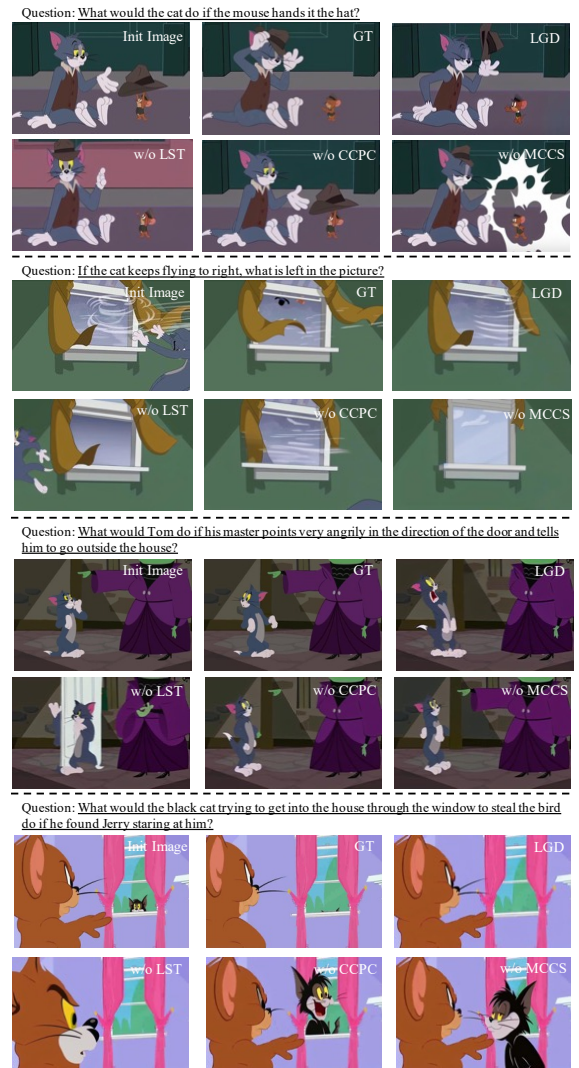 Question: What would the cat do if the mouse hands it the hat?
Init Image
GT
LGD
w/o LST
w/o CCPC
w/o MCCS
Question: If the cat keeps flying to right, what is left in the picture?
Init Image
GT
LGD
w/o LST
w/o CCPC
w/o MCCS
Question: What would Tom do if his master points very angrily in the direction of the door and tells
him to go outside the house?
Init Image
GT
LGD
w/o LST
w/o CCPC
w/o MCCS
Question: What would the black cat trying to get into the house through the window to steal the bird
do if he found Jerry staring at him?
Init Image
GT
LGD
w/o LST
w/o CCPC
w/o MCCS